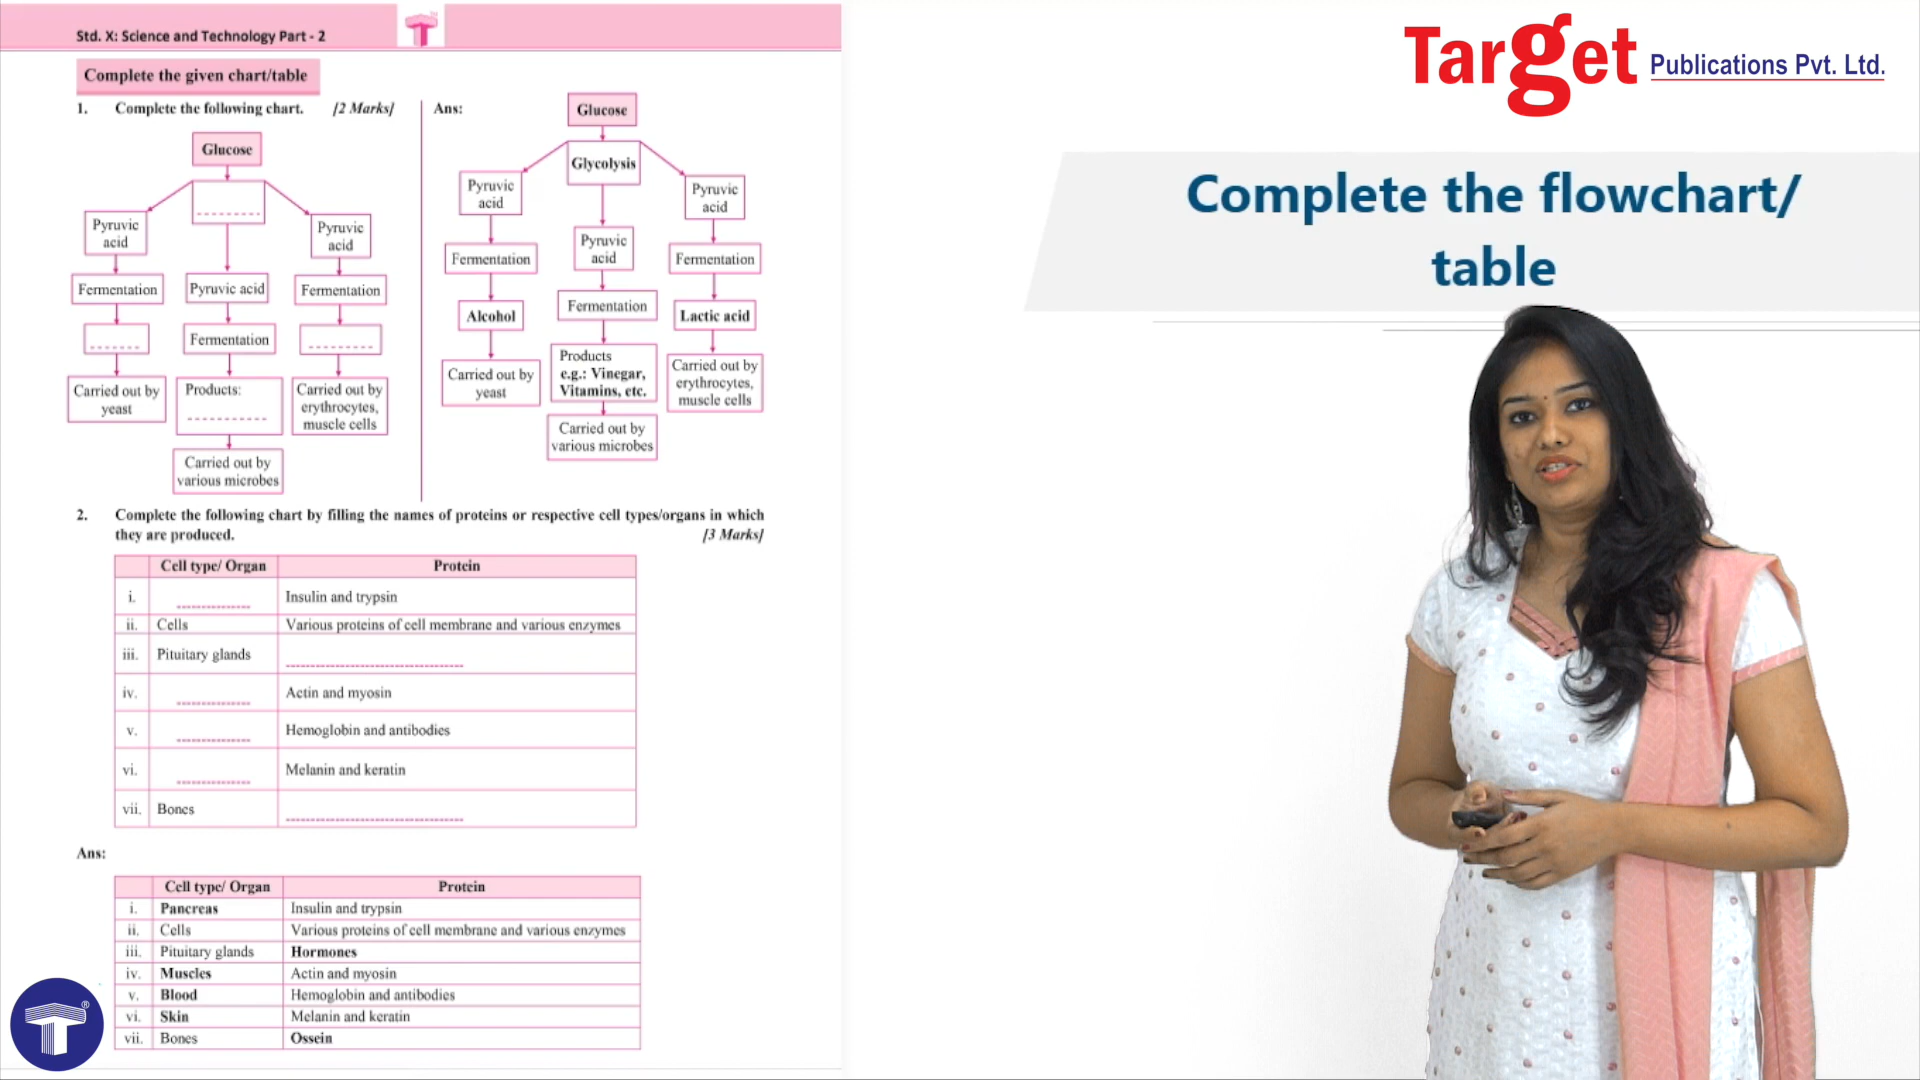 Std. X: Science and Technology Part - 2
Complete the given chart/table
1. Complete the following chart. [2 Marks]
Glucose
Pyruvic
acid
Pyruvic
acid
Fermentation
Pyruvic acid
Fermentation
Fermentation
Carried out by
yeast
Products:
Carried out by
erythrocytes,
muscle cells
Carried out by
various microbes
Ans:
Glucose
Glycolysis
Pyruvic
acid
Pyruvic
acid
Pyruvic
acid
Fermentation
Fermentation
Fermentation
Alcohol
Lactic acid
Products
e.g.: Vinegar,
Vitamins, etc.
Carried out by
yeast
Carried out by
erythrocytes,
muscle cells
Carried out by
various microbes
2. Complete the following chart by filling the names of proteins or respective cell types/organs in which
they are produced. [3 Marks]
Cell type/ Organ Protein
i. Insulin and trypsin
ii. Cells Various proteins of cell membrane and various enzymes
iii. Pituitary glands
iv. Actin and myosin
v. Hemoglobin and antibodies
vi. Melanin and keratin
vii. Bones
Ans:
Cell type/ Organ Protein
i. Pancreas Insulin and trypsin
ii. Cells Various proteins of cell membrane and various enzymes
iii. Pituitary glands Hormones
iv. Muscles Actin and myosin
v. Blood Hemoglobin and antibodies
vi. Skin Melanin and keratin
vii. Bones Ossein
Target Publications Pvt. Ltd.
Complete the flowchart/
table